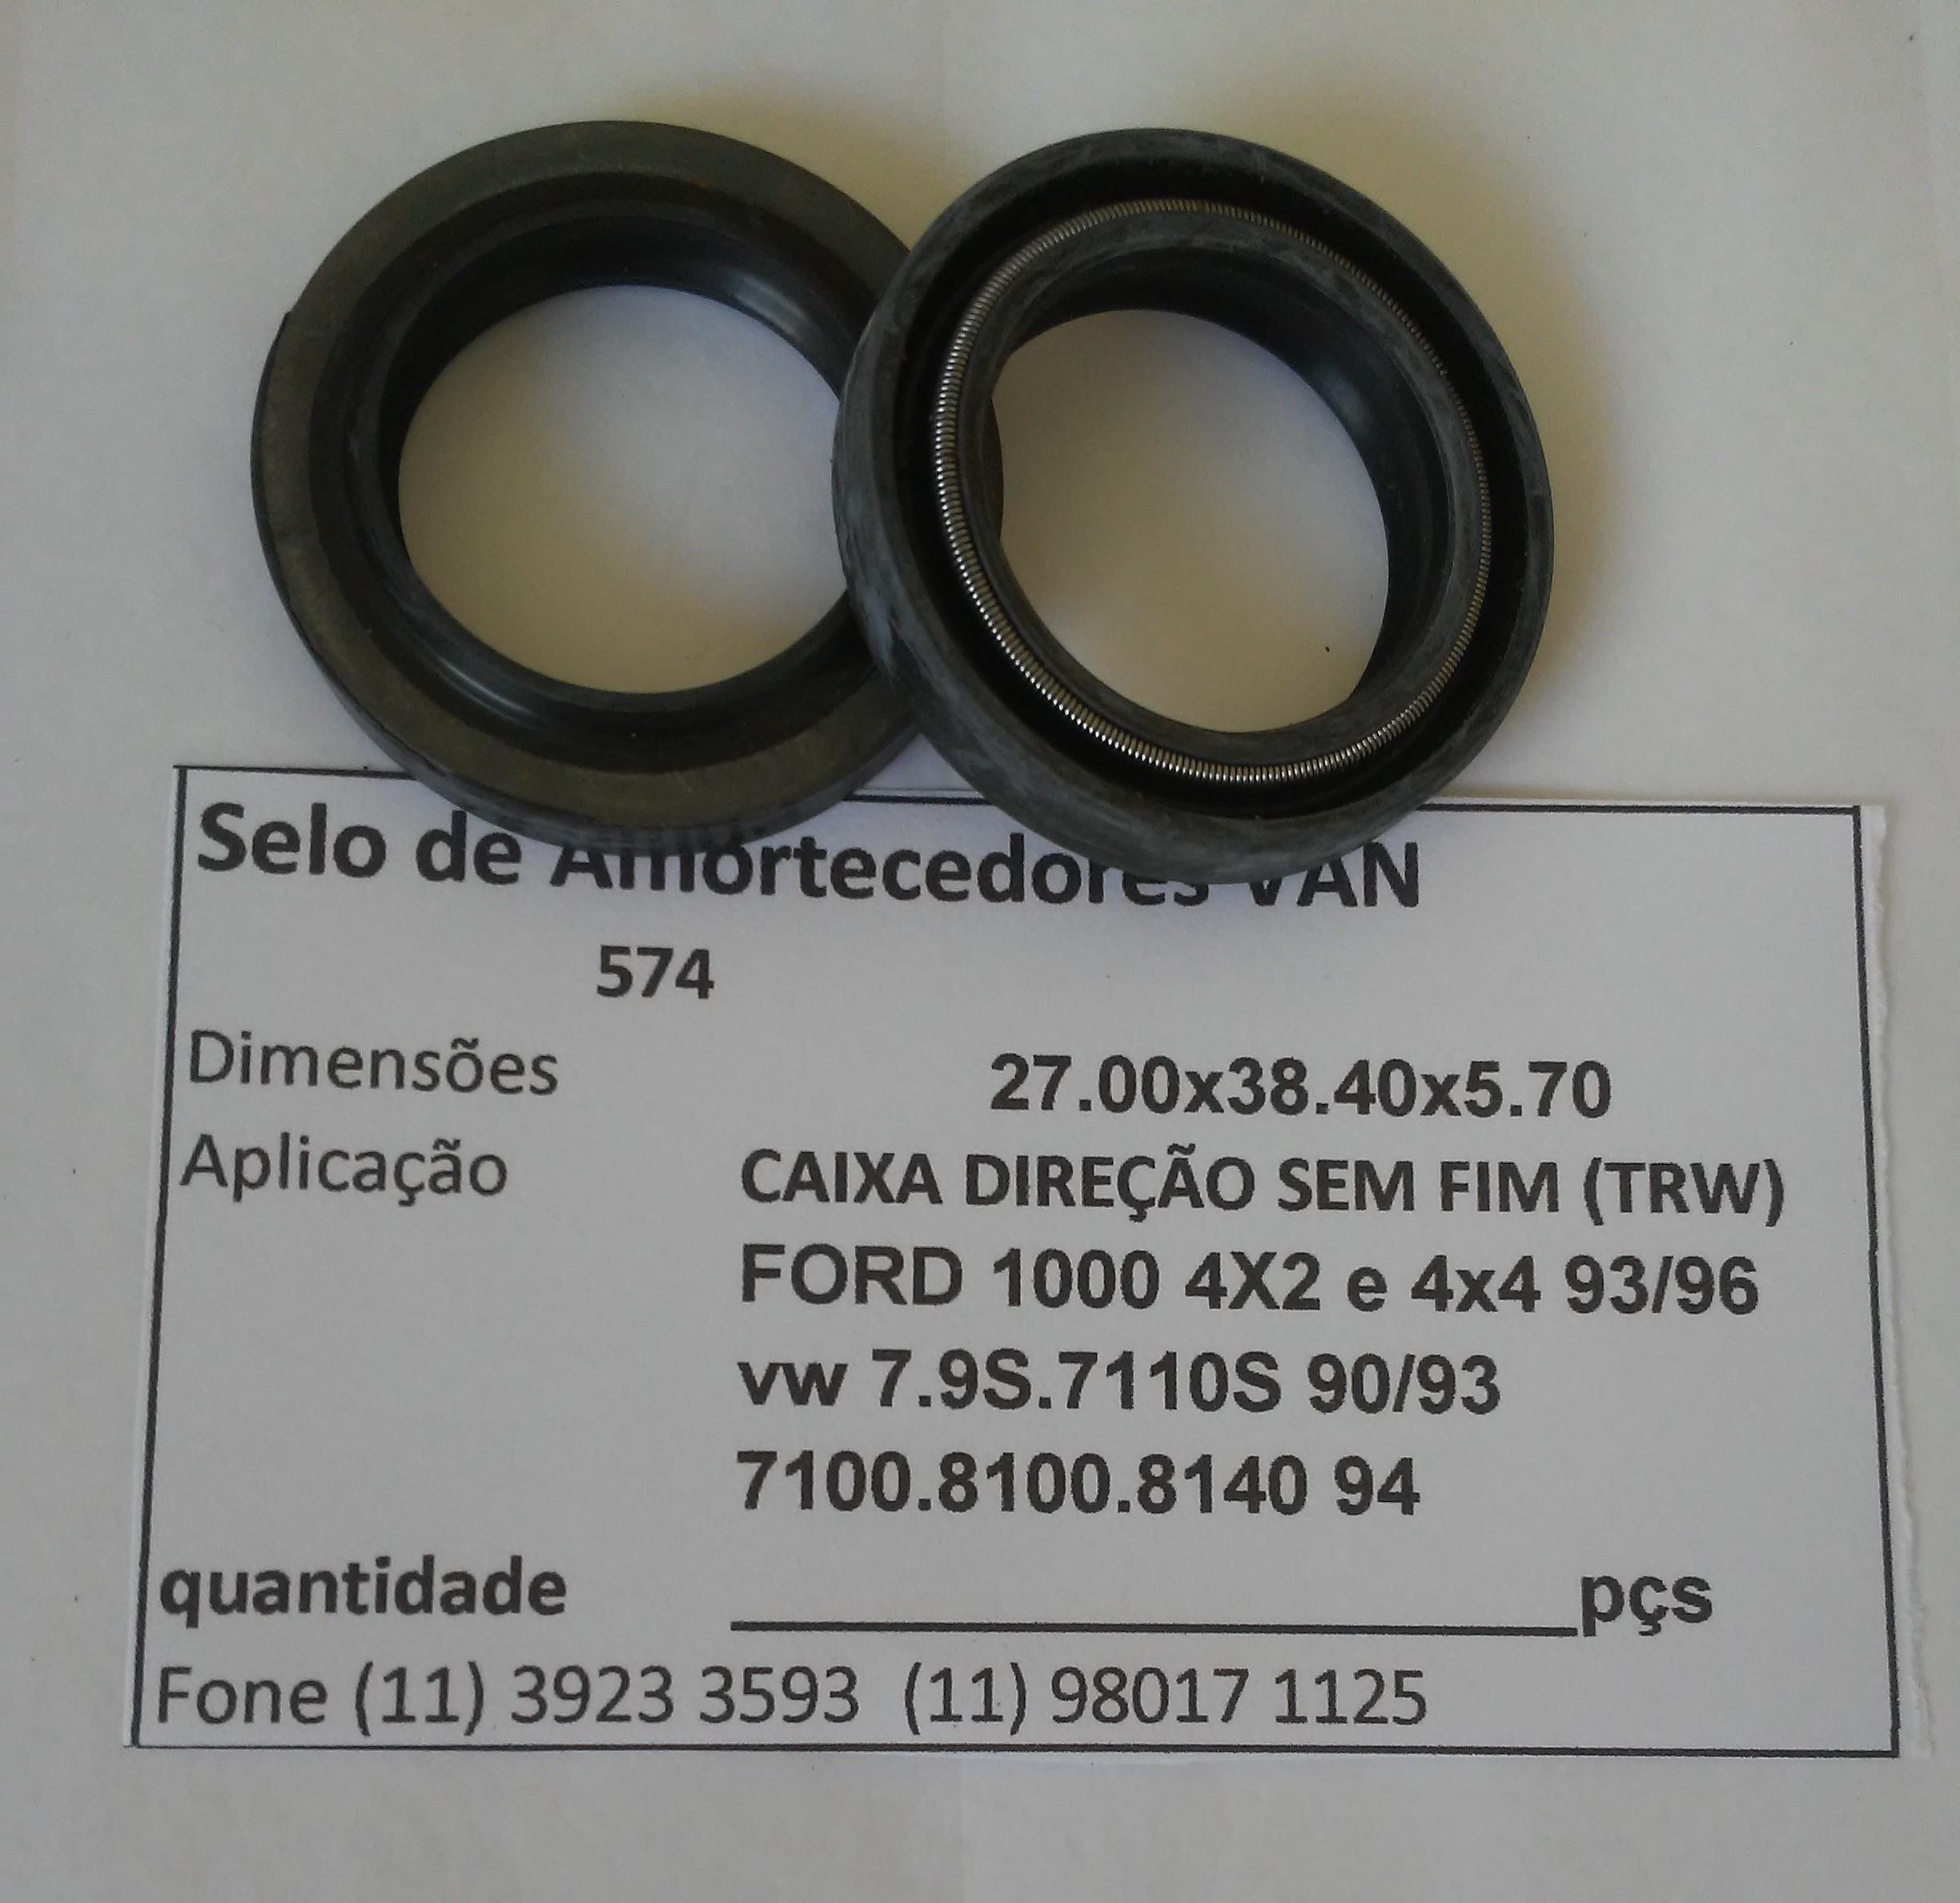 Selo de Amortecedores VAN
574
Dimensões 27.00x38.40x5.70
Aplicação CAIXA DIREÇÃO SEM FIM (TRW)
FORD 1000 4X2 e 4x4 93/96
vw 7.9S.7110S 90/93
7100.8100.8140 94
quantidade ____________________pçs
Fone (11) 3923 3593 (11) 98017 1125